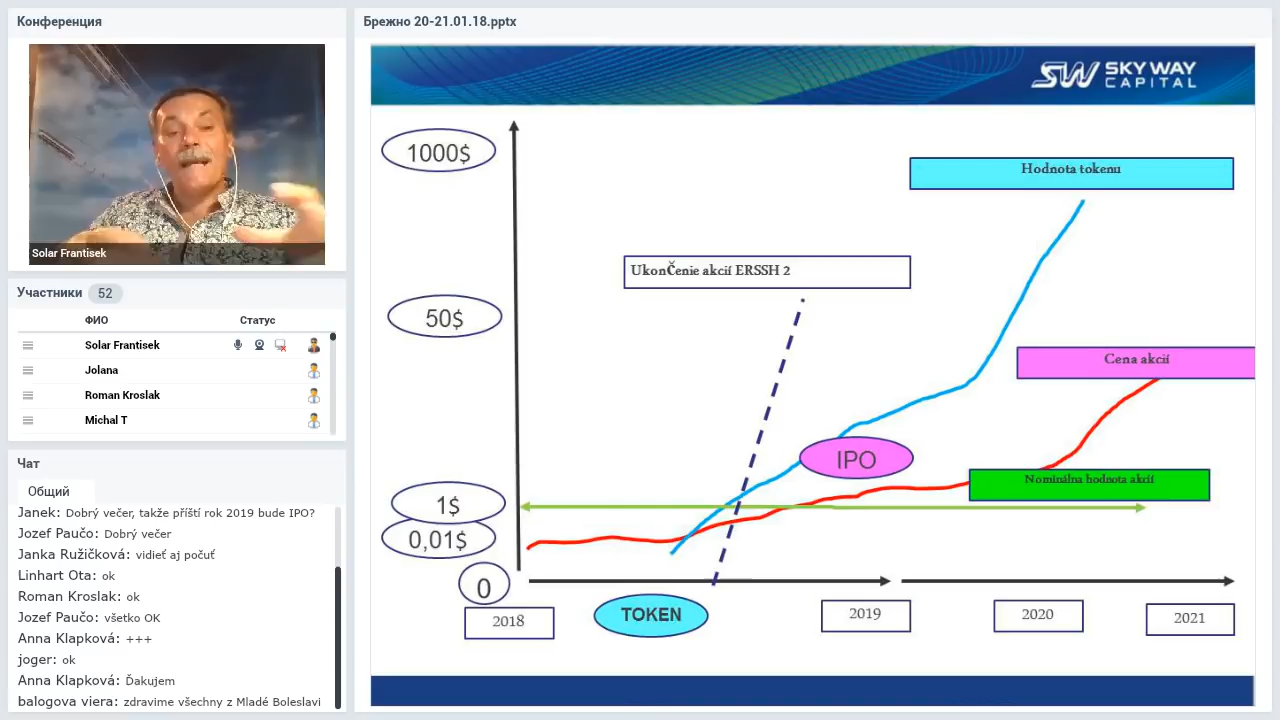 Конференция
Solar Frantisek
Участники 52
ФИО Статус
Solar Frantisek
Jolana
Roman Kroslak
Michal T
Чат
Общий
Janek: Dobrý večer, takže příští rok 2019 bude IPO?
Jozef Paučo: Dobrý večer
Janka Ružičková: vidieť aj počuť
Linhart Ota: ok
Roman Kroslak: ok
Jozef Paučo: všetko OK
Anna Klapková: +++
joger: ok
Anna Klapková: Ďakujem
balogova viera: zdravime všechny z Mladé Boleslavi
Брежно 20-21.01.18.pptx
SW SKY WAY
CAPITAL
1000$
Hodnota tokenu
UkonČenie akcií ERSSH 2
50$
Cena akcií
IPO
Nominálna hodnota akcií
1$
0,01$
0
TOKEN
2018
2019
2020
2021